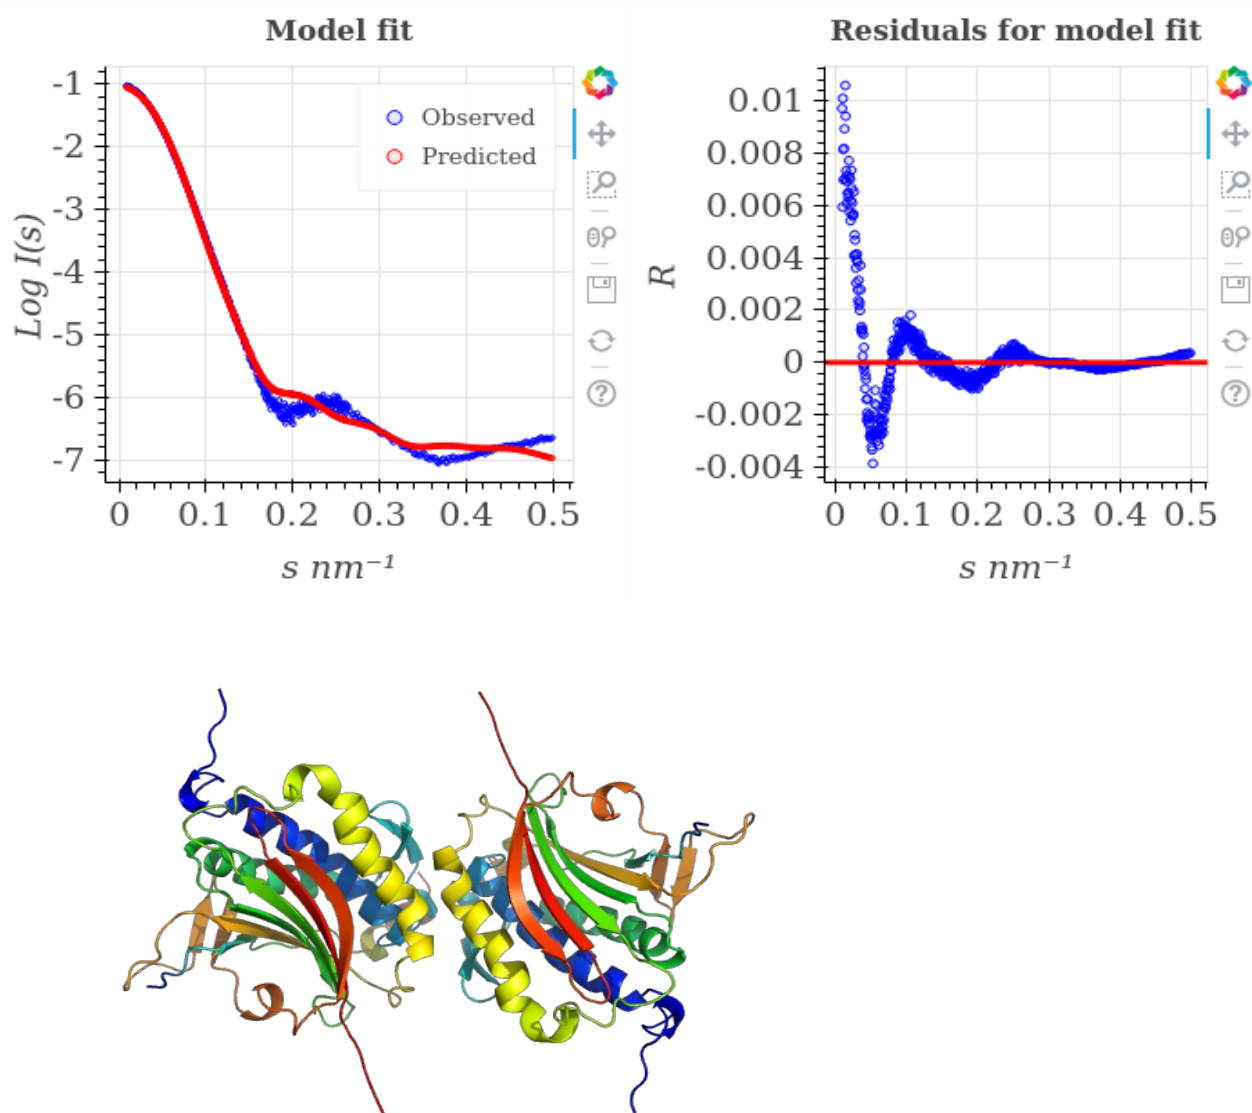 Model fit
Residuals for model fit
Observed
Predicted
Log I(s)
-1
-2
-3
-4
-5
-6
-7
0 0.1 0.2 0.3 0.4 0.5
s nm⁻¹
R
0.01
0.008
0.006
0.004
0.002
0
-0.002
-0.004
0 0.1 0.2 0.3 0.4 0.5
s nm⁻¹